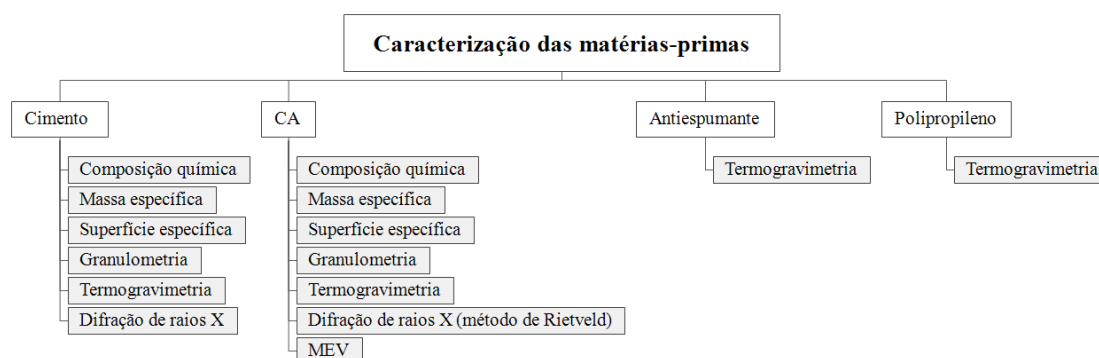 Caracterização das matérias-primas
Cimento
CA
Antiespumante
Polipropileno
Composição química
Massa específica
Superfície específica
Granulometria
Termogravimetria
Difração de raios X
Composição química
Massa específica
Superfície específica
Granulometria
Termogravimetria
Difração de raios X (método de Rietveld)
MEV
Termogravimetria
Termogravimetria